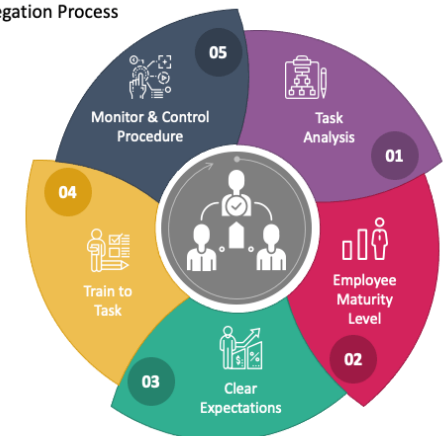 egation Process
05
Monitor & Control
Procedure
Task
Analysis
01
04
Train to
Task
Employee
Maturity
Level
02
03
Clear
Expectations
%